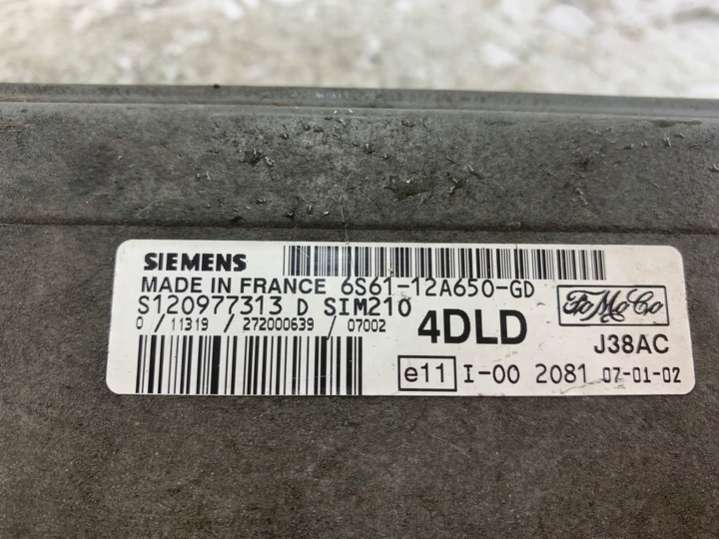 SIEMENS
MADE IN FRANCE 6S61-12A650-GD
S120977313 D SIM210
0 / 11319 / 272000639 / 07002
4DLD
FoMoCo
J38AC
e11 I-00 2081 07-01-02